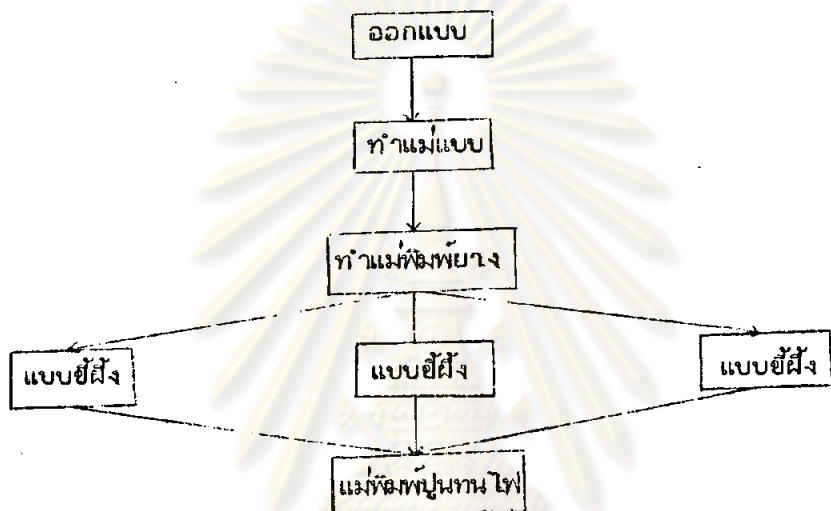 ออกแบบ
ทำแม่แบบ
ทำแม่พิมพ์ยาง
แบบขี้ผึ้ง
แบบขี้ผึ้ง
แบบขี้ผึ้ง
แม่พิมพ์ปูนทนไฟ